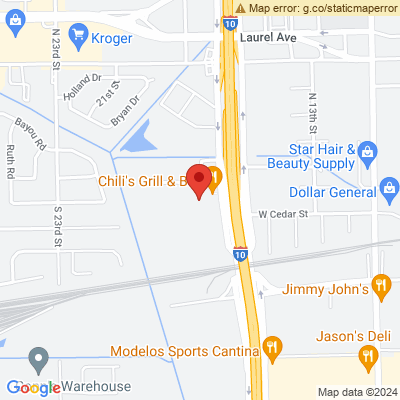 Map error: g.co/staticmaperror
10
Laurel Ave
N 23rd St
Kroger
Holland Dr
21st St
Bryan Dr
N 13th St
Bayou Rd
Ruth Rd
Star Hair &
Beauty Supply
Chili's Grill & B
Dollar General
S 23rd St
W Cedar St
10
Jimmy John's
Jason's Deli
Modelos Sports Cantina
Warehouse
Google
Map data ©2024